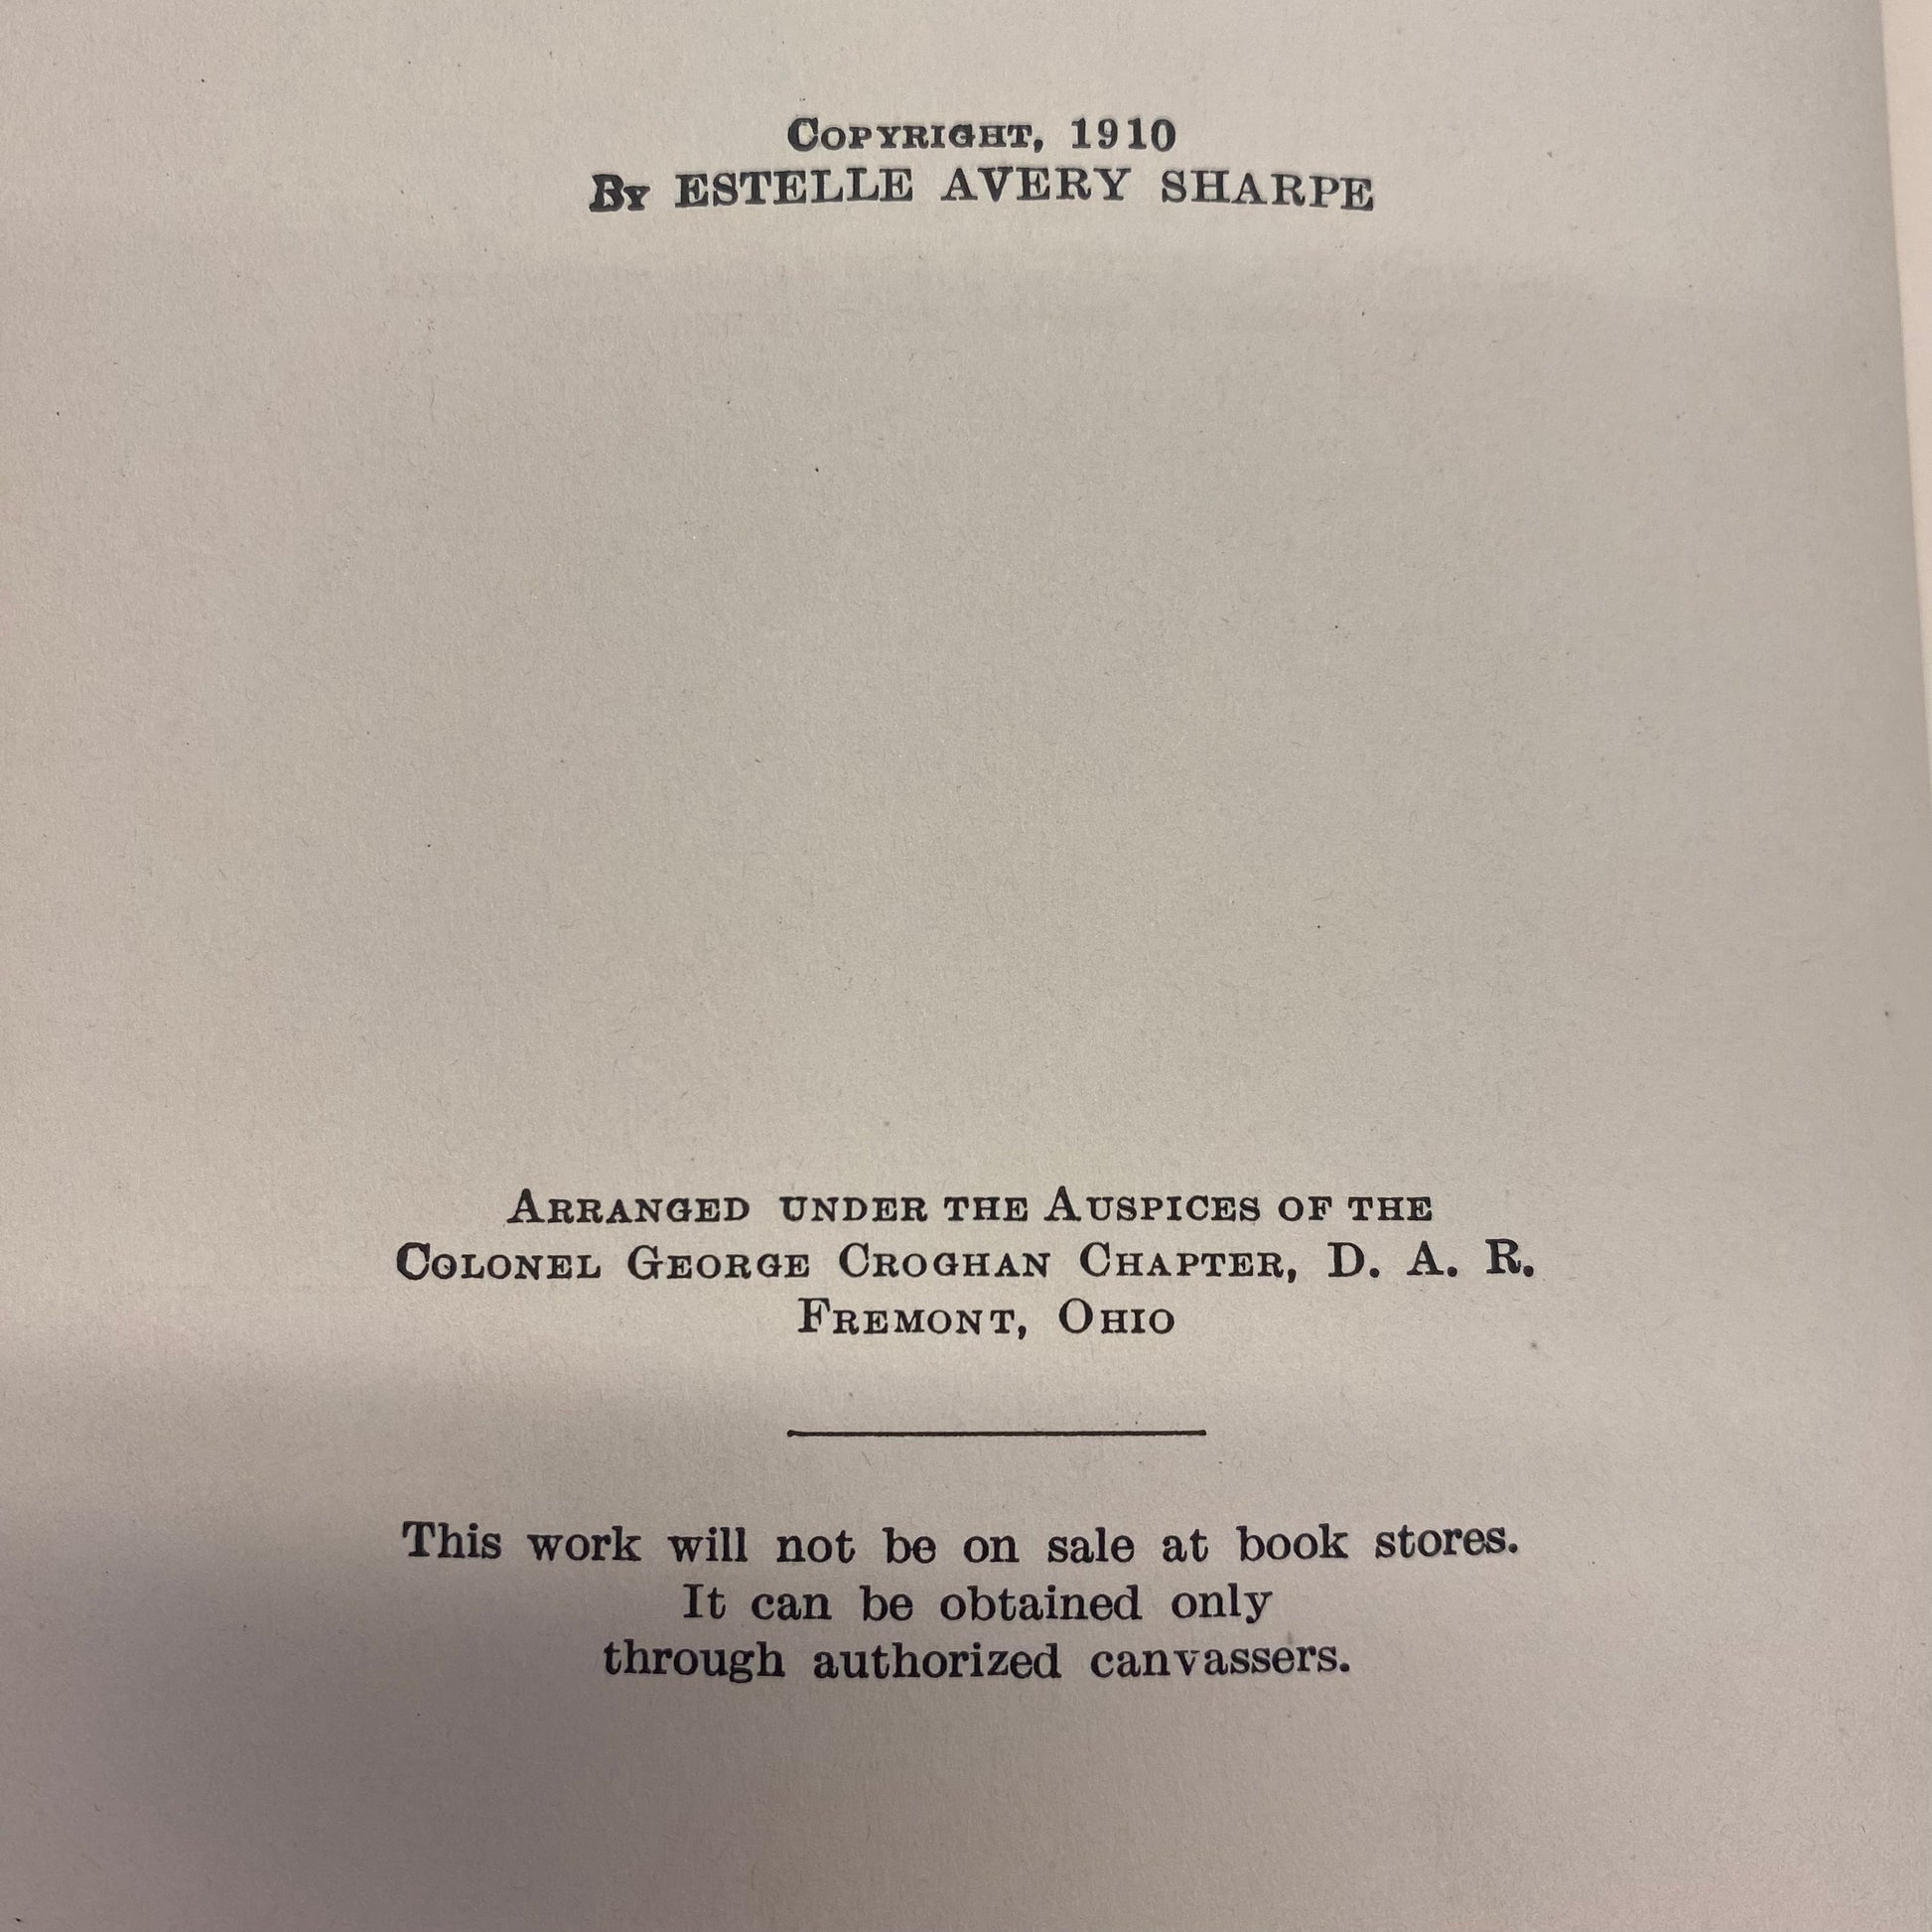 Copyright, 1910
By ESTELLE AVERY SHARPE
Arranged under the Auspices of the
Colonel George Croghan Chapter, D. A. R.
Fremont, Ohio
This work will not be on sale at book stores.
It can be obtained only
through authorized canvassers.